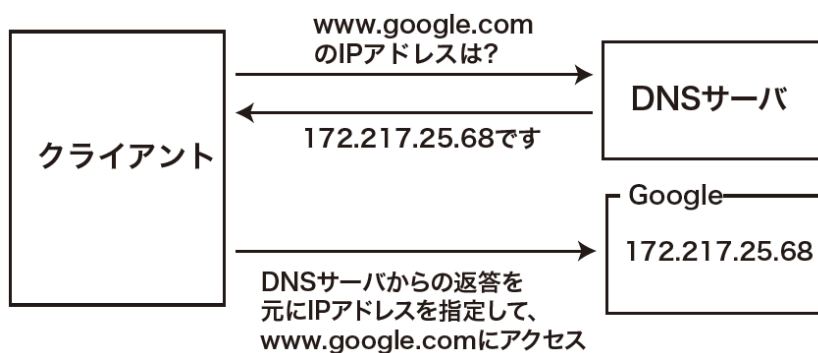 www.google.com
のIPアドレスは?
DNSサーバ
172.217.25.68です
クライアント
Google
172.217.25.68
DNSサーバからの返答を
元にIPアドレスを指定して、
www.google.comにアクセス